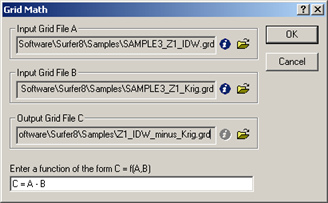 Grid Math
Input Grid File A
Software\Surfer8\Samples\SAMPLE3_Z1_IDW.grd
OK
Cancel
Input Grid File B
Software\Surfer8\Samples\SAMPLE3_Z1_Krig.grd
Output Grid File C
oftware\Surfer8\Samples\Z1_IDW_minus_Krig.grd
Enter a function of the form C = f(A,B)
C = A - B